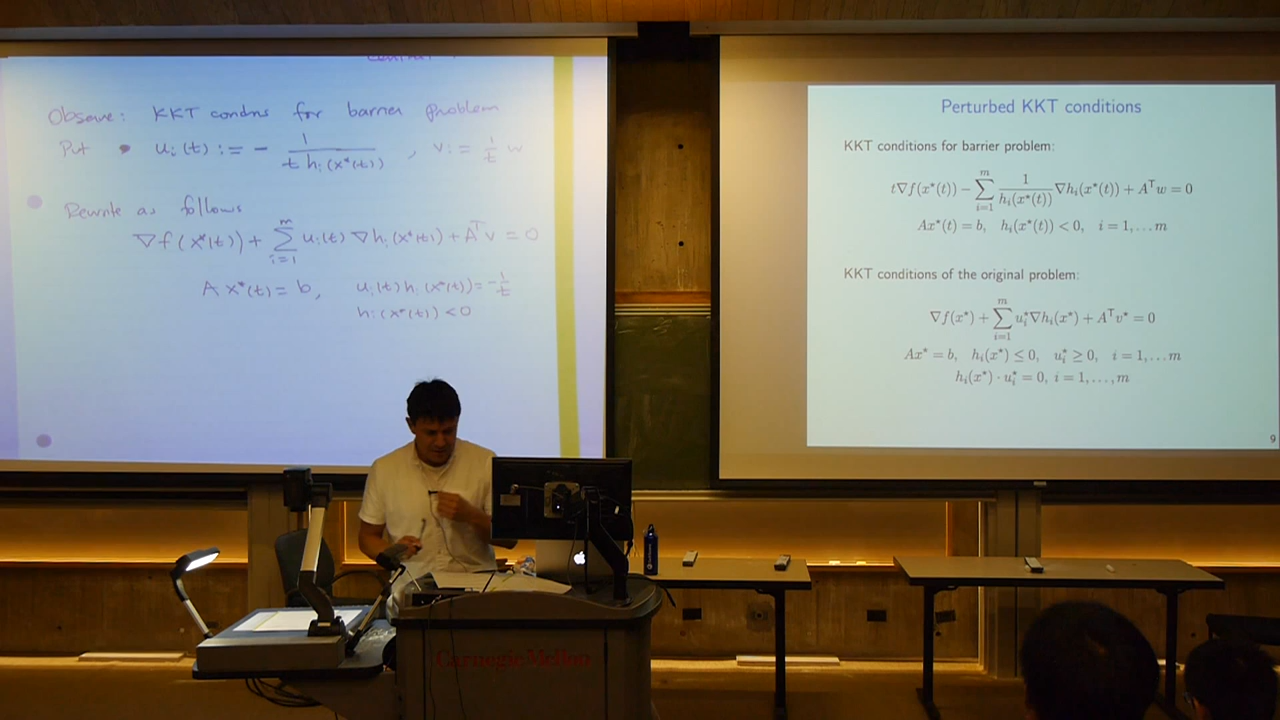 Observe: KKT condns for barrier problem
Put • u_i(t) := - 1/(t h_i(x*(t))), v := 1/t w
Rewrite as follows
∇f(x*(t)) + Σ_{i=1}^{m} u_i(t) ∇h_i(x*(t)) + A^T v = 0
A x*(t) = b, u_i(t) h_i(x*(t)) = -1/t
h_i(x*(t)) < 0
Perturbed KKT conditions
KKT conditions for barrier problem:
t∇f(x*(t)) − Σ_{i=1}^{m} 1/h_i(x*(t)) ∇h_i(x*(t)) + A^T w = 0
Ax*(t) = b, h_i(x*(t)) < 0, i = 1, . . . m
KKT conditions of the original problem:
∇f(x*) + Σ_{i=1}^{m} u_i* ∇h_i(x*) + A^T v* = 0
Ax* = b, h_i(x*) ≤ 0, u_i* ≥ 0, i = 1, . . . m
h_i(x*) · u_i* = 0, i = 1, . . . , m
9
Carnegie Mellon